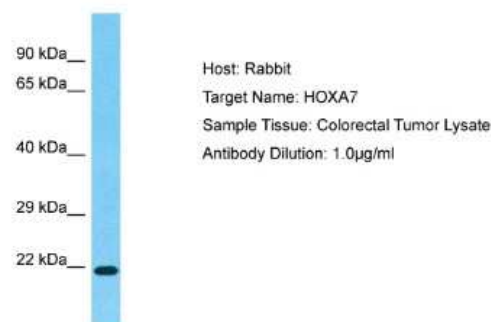 90 kDa
65 kDa
40 kDa
29 kDa
22 kDa
Host: Rabbit
Target Name: HOXA7
Sample Tissue: Colorectal Tumor Lysate
Antibody Dilution: 1.0µg/ml